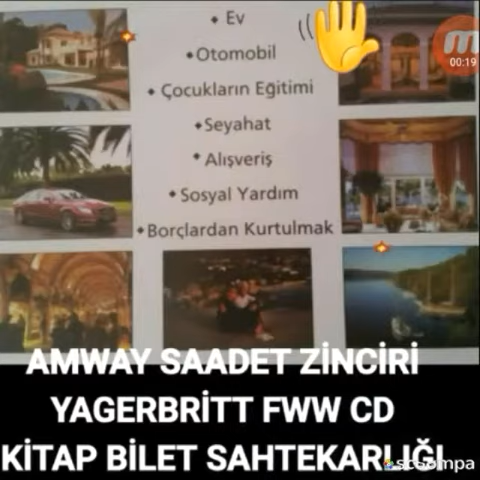 • Ev
• Otomobil
• Çocukların Eğitimi
• Seyahat
• Alışveriş
• Sosyal Yardım
• Borçlardan Kurtulmak
00:19
AMWAY SAADET ZİNCİRİ
YAGERBRİTT FWW CD
KİTAP BİLET SAHTEKARLIĞI
scoompa